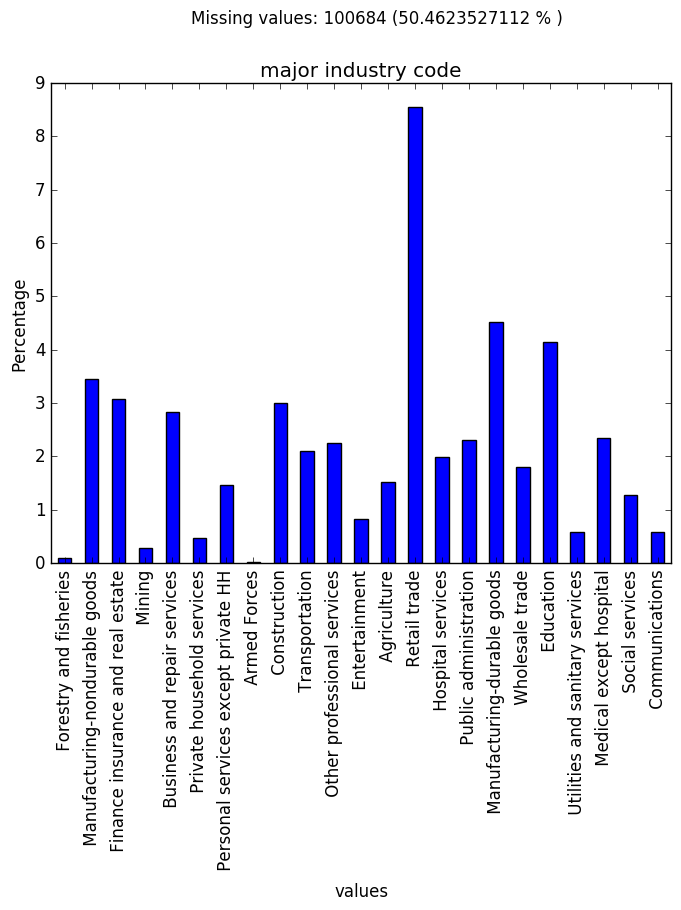 Missing values: 100684 (50.4623527112 % )
major industry code
9
8
7
6
5
4
3
2
1
0
Percentage
Forestry and fisheries
Manufacturing-nondurable goods
Finance insurance and real estate
Mining
Business and repair services
Private household services
Personal services except private HH
Armed Forces
Construction
Transportation
Other professional services
Entertainment
Agriculture
Retail trade
Hospital services
Public administration
Manufacturing-durable goods
Wholesale trade
Education
Utilities and sanitary services
Medical except hospital
Social services
Communications
values